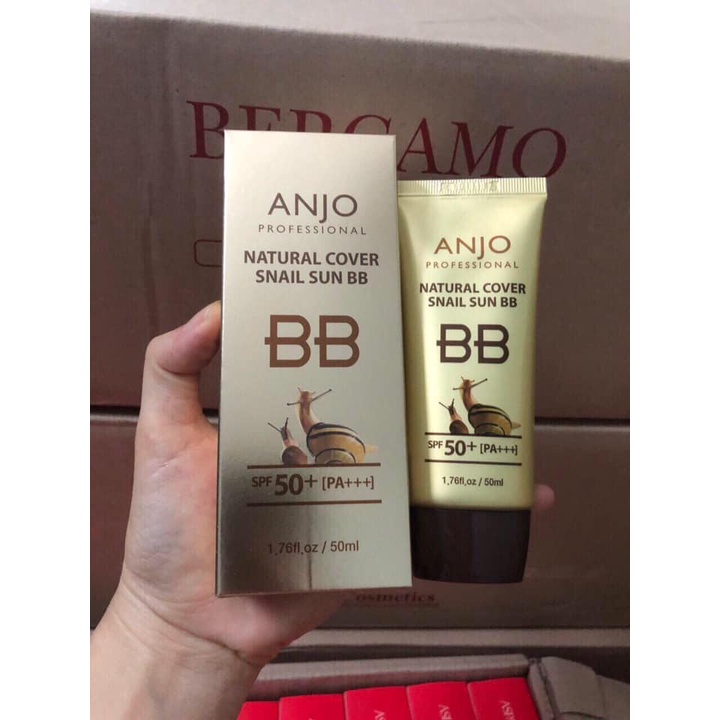 BERGAMO
ANJO
PROFESSIONAL
NATURAL COVER
SNAIL SUN BB
BB
SPF 50+ [PA+++]
1.76fl.oz / 50ml
ANJO
PROFESSIONAL
NATURAL COVER
SNAIL SUN BB
BB
SPF 50+ [PA+++]
1.76fl.oz / 50ml
Cosmetics